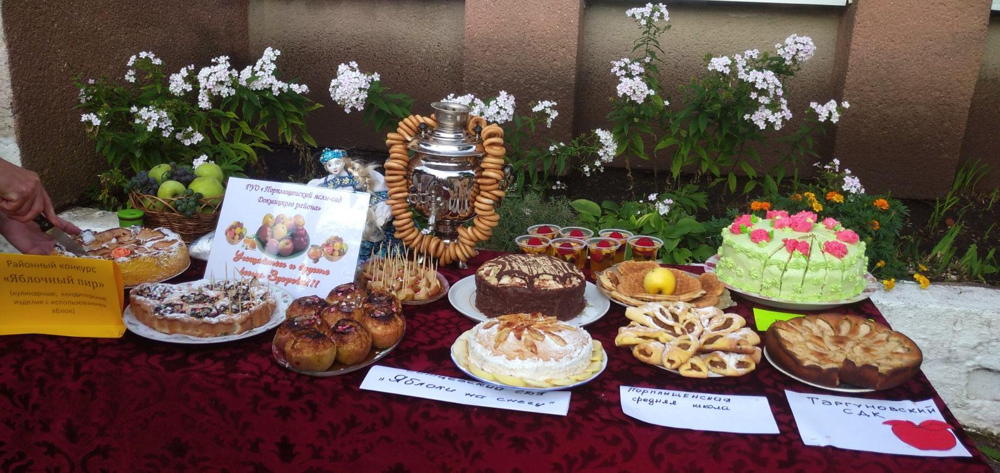 Районный конкурс
«Яблочный пир»
(кулинарные, кондитерские
изделия с использованием
яблок)
ГУО «Порплищенский ясли-сад
Докшицкого района»
Угощайтесь и будьте
всегда Здоровы!!!
"Яблоки на снегу"
Порплищенская
средняя школа
Таргуновский
СДК